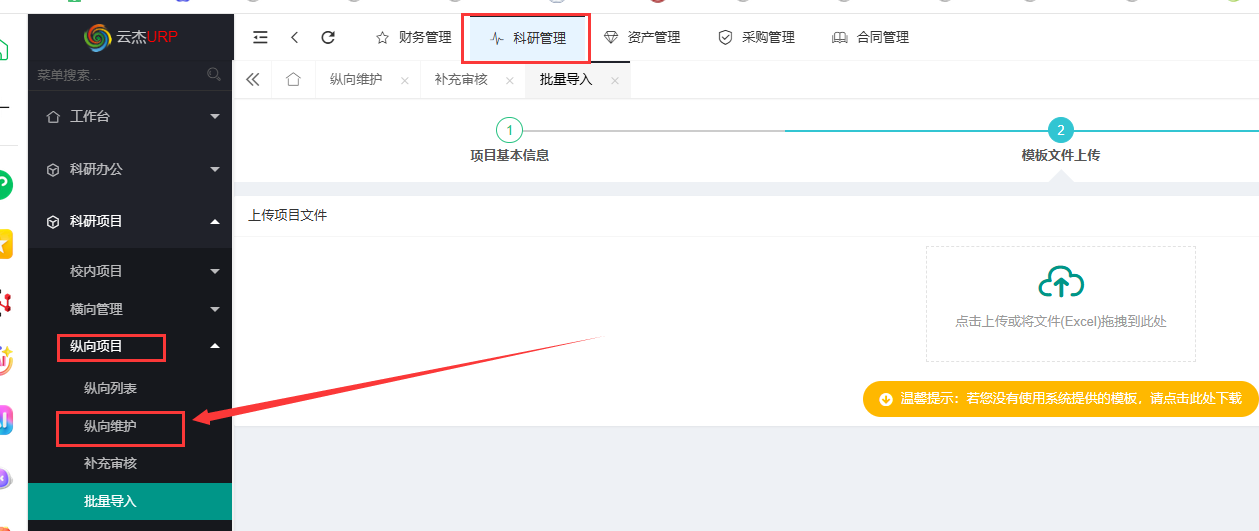 云杰URP
财务管理
科研管理
资产管理
采购管理
合同管理
菜单搜索...
纵向维护
补充审核
批量导入
工作台
科研办公
科研项目
校内项目
横向管理
纵向项目
纵向列表
纵向维护
补充审核
批量导入
1
项目基本信息
2
模板文件上传
上传项目文件
点击上传或将文件(Excel)拖拽到此处
温馨提示：若您没有使用系统提供的模板，请点击此处下载